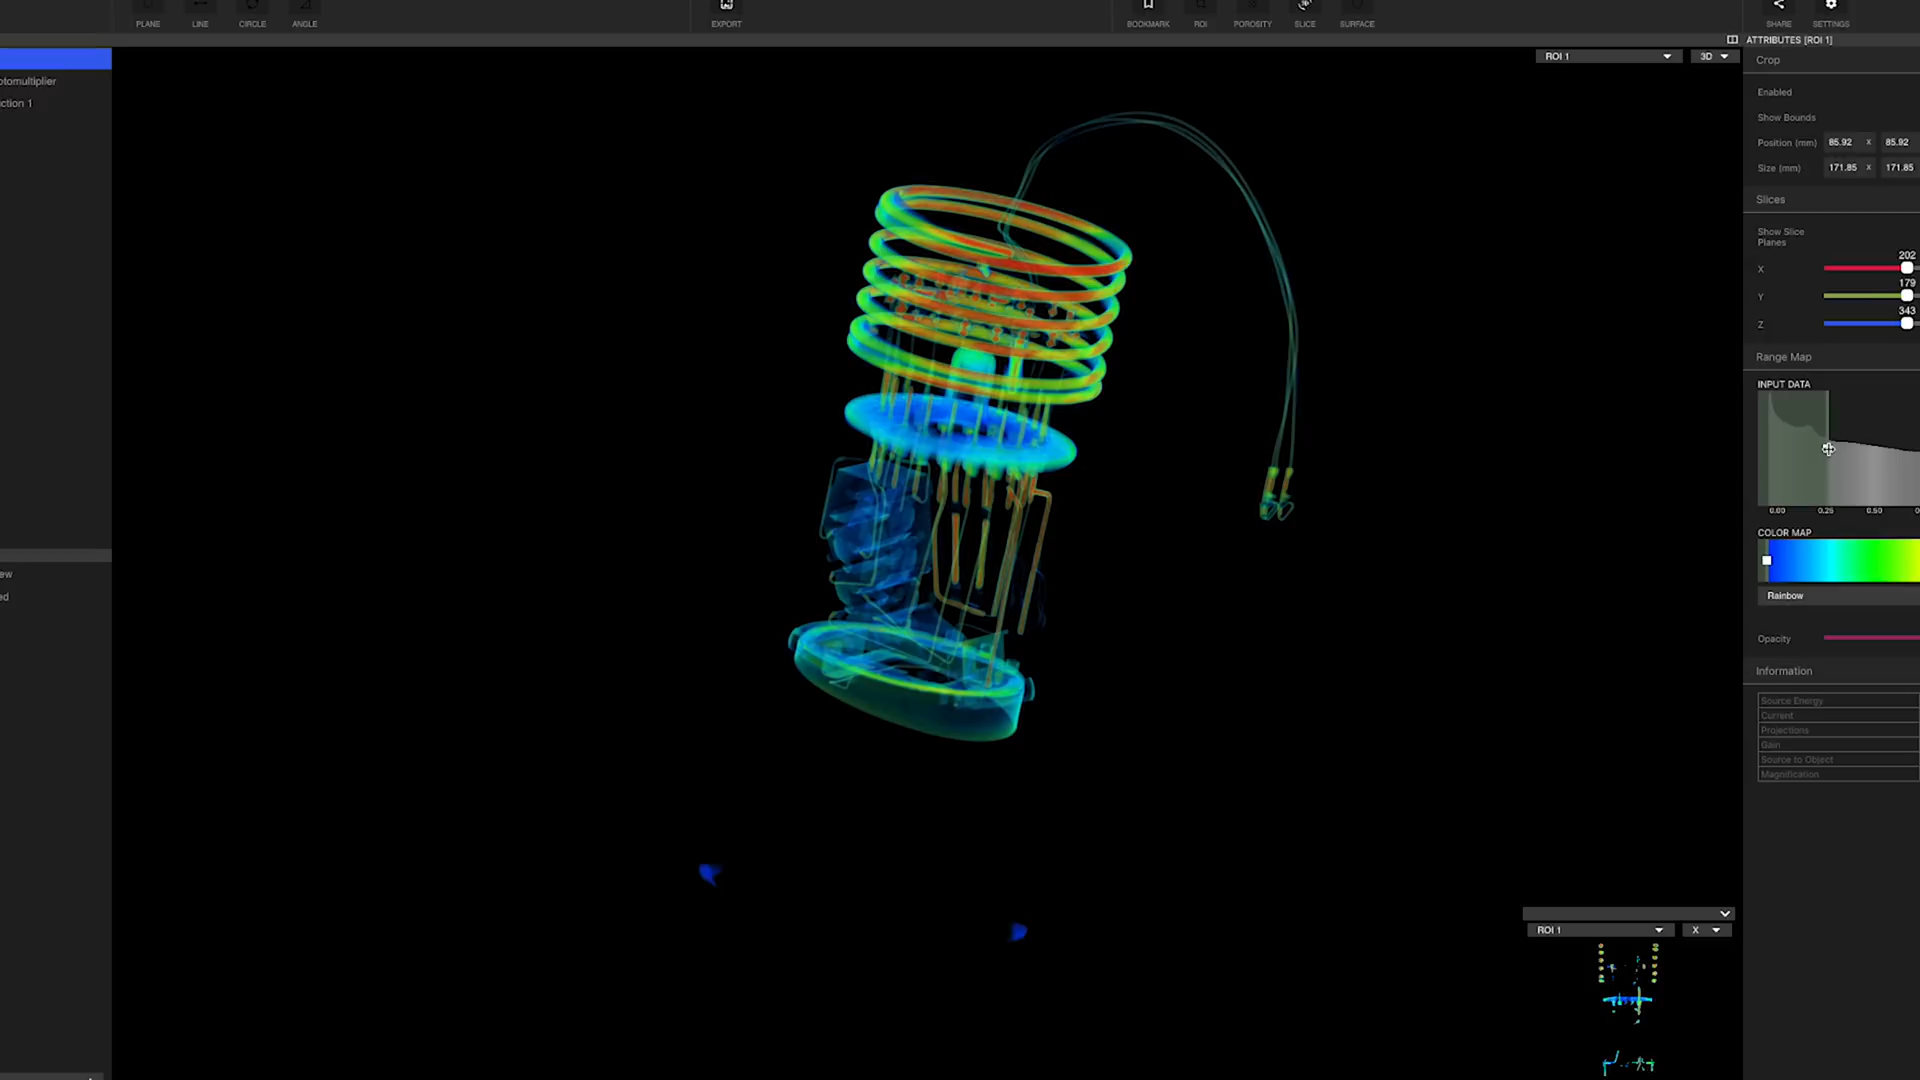 PLANE LINE CIRCLE ANGLE EXPORT BOOKMARK ROI POROSITY SLICE SURFACE SHARE SETTINGS
ATTRIBUTES [ROI 1]
ROI 1 3D
Crop
otomultiplier
ction 1
Enabled
Show Bounds
Position (mm) 85.92 x 85.92
Size (mm) 171.85 x 171.85
Slices
Show Slice
Planes
202
X
179
Y
343
Z
Range Map
INPUT DATA
0.00 0.25 0.50
COLOR MAP
ew
ed
Rainbow
Opacity
Information
Source Energy
Current
Projections
Gain
Source to Object
Magnification
ROI 1 X